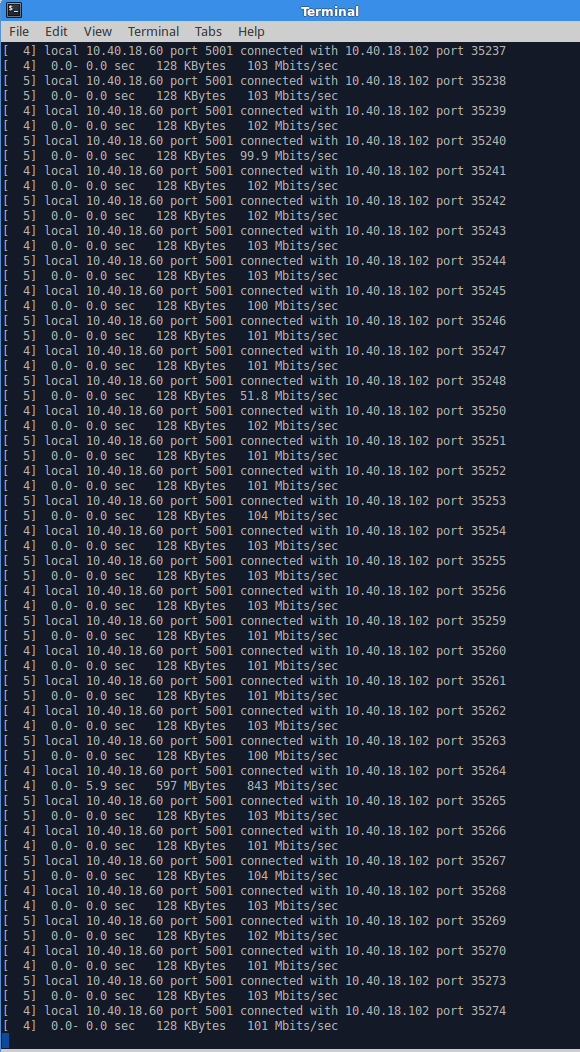 Terminal
File Edit View Terminal Tabs Help
[  4] local 10.40.18.60 port 5001 connected with 10.40.18.102 port 35237
[  4]  0.0- 0.0 sec   128 KBytes   103 Mbits/sec
[  5] local 10.40.18.60 port 5001 connected with 10.40.18.102 port 35238
[  5]  0.0- 0.0 sec   128 KBytes   103 Mbits/sec
[  4] local 10.40.18.60 port 5001 connected with 10.40.18.102 port 35239
[  4]  0.0- 0.0 sec   128 KBytes   102 Mbits/sec
[  5] local 10.40.18.60 port 5001 connected with 10.40.18.102 port 35240
[  5]  0.0- 0.0 sec   128 KBytes  99.9 Mbits/sec
[  4] local 10.40.18.60 port 5001 connected with 10.40.18.102 port 35241
[  4]  0.0- 0.0 sec   128 KBytes   102 Mbits/sec
[  5] local 10.40.18.60 port 5001 connected with 10.40.18.102 port 35242
[  5]  0.0- 0.0 sec   128 KBytes   102 Mbits/sec
[  4] local 10.40.18.60 port 5001 connected with 10.40.18.102 port 35243
[  4]  0.0- 0.0 sec   128 KBytes   103 Mbits/sec
[  5] local 10.40.18.60 port 5001 connected with 10.40.18.102 port 35244
[  5]  0.0- 0.0 sec   128 KBytes   103 Mbits/sec
[  4] local 10.40.18.60 port 5001 connected with 10.40.18.102 port 35245
[  4]  0.0- 0.0 sec   128 KBytes   100 Mbits/sec
[  5] local 10.40.18.60 port 5001 connected with 10.40.18.102 port 35246
[  5]  0.0- 0.0 sec   128 KBytes   101 Mbits/sec
[  4] local 10.40.18.60 port 5001 connected with 10.40.18.102 port 35247
[  4]  0.0- 0.0 sec   128 KBytes   101 Mbits/sec
[  5] local 10.40.18.60 port 5001 connected with 10.40.18.102 port 35248
[  5]  0.0- 0.0 sec   128 KBytes  51.8 Mbits/sec
[  4] local 10.40.18.60 port 5001 connected with 10.40.18.102 port 35250
[  4]  0.0- 0.0 sec   128 KBytes   102 Mbits/sec
[  5] local 10.40.18.60 port 5001 connected with 10.40.18.102 port 35251
[  5]  0.0- 0.0 sec   128 KBytes   101 Mbits/sec
[  4] local 10.40.18.60 port 5001 connected with 10.40.18.102 port 35252
[  4]  0.0- 0.0 sec   128 KBytes   101 Mbits/sec
[  5] local 10.40.18.60 port 5001 connected with 10.40.18.102 port 35253
[  5]  0.0- 0.0 sec   128 KBytes   104 Mbits/sec
[  4] local 10.40.18.60 port 5001 connected with 10.40.18.102 port 35254
[  4]  0.0- 0.0 sec   128 KBytes   103 Mbits/sec
[  5] local 10.40.18.60 port 5001 connected with 10.40.18.102 port 35255
[  5]  0.0- 0.0 sec   128 KBytes   103 Mbits/sec
[  4] local 10.40.18.60 port 5001 connected with 10.40.18.102 port 35256
[  4]  0.0- 0.0 sec   128 KBytes   103 Mbits/sec
[  5] local 10.40.18.60 port 5001 connected with 10.40.18.102 port 35259
[  5]  0.0- 0.0 sec   128 KBytes   101 Mbits/sec
[  4] local 10.40.18.60 port 5001 connected with 10.40.18.102 port 35260
[  4]  0.0- 0.0 sec   128 KBytes   101 Mbits/sec
[  5] local 10.40.18.60 port 5001 connected with 10.40.18.102 port 35261
[  5]  0.0- 0.0 sec   128 KBytes   101 Mbits/sec
[  4] local 10.40.18.60 port 5001 connected with 10.40.18.102 port 35262
[  4]  0.0- 0.0 sec   128 KBytes   103 Mbits/sec
[  5] local 10.40.18.60 port 5001 connected with 10.40.18.102 port 35263
[  5]  0.0- 0.0 sec   128 KBytes   100 Mbits/sec
[  4] local 10.40.18.60 port 5001 connected with 10.40.18.102 port 35264
[  4]  0.0- 5.9 sec   597 MBytes   843 Mbits/sec
[  5] local 10.40.18.60 port 5001 connected with 10.40.18.102 port 35265
[  5]  0.0- 0.0 sec   128 KBytes   103 Mbits/sec
[  4] local 10.40.18.60 port 5001 connected with 10.40.18.102 port 35266
[  4]  0.0- 0.0 sec   128 KBytes   101 Mbits/sec
[  5] local 10.40.18.60 port 5001 connected with 10.40.18.102 port 35267
[  5]  0.0- 0.0 sec   128 KBytes   104 Mbits/sec
[  4] local 10.40.18.60 port 5001 connected with 10.40.18.102 port 35268
[  4]  0.0- 0.0 sec   128 KBytes   103 Mbits/sec
[  5] local 10.40.18.60 port 5001 connected with 10.40.18.102 port 35269
[  5]  0.0- 0.0 sec   128 KBytes   102 Mbits/sec
[  4] local 10.40.18.60 port 5001 connected with 10.40.18.102 port 35270
[  4]  0.0- 0.0 sec   128 KBytes   101 Mbits/sec
[  5] local 10.40.18.60 port 5001 connected with 10.40.18.102 port 35273
[  5]  0.0- 0.0 sec   128 KBytes   103 Mbits/sec
[  4] local 10.40.18.60 port 5001 connected with 10.40.18.102 port 35274
[  4]  0.0- 0.0 sec   128 KBytes   101 Mbits/sec